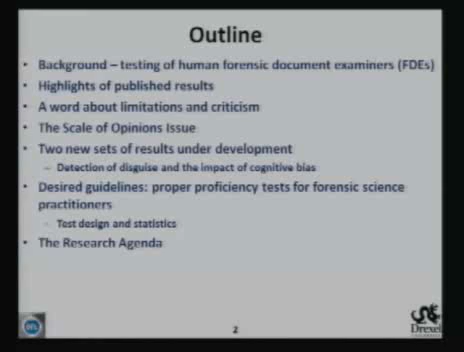 Outline
• Background – testing of human forensic document examiners (FDEs)
• Highlights of published results
• A word about limitations and criticism
• The Scale of Opinions Issue
• Two new sets of results under development
– Detection of disguise and the impact of cognitive bias
• Desired guidelines: proper proficiency tests for forensic science
practitioners
– Test design and statistics
• The Research Agenda
2
Drexel